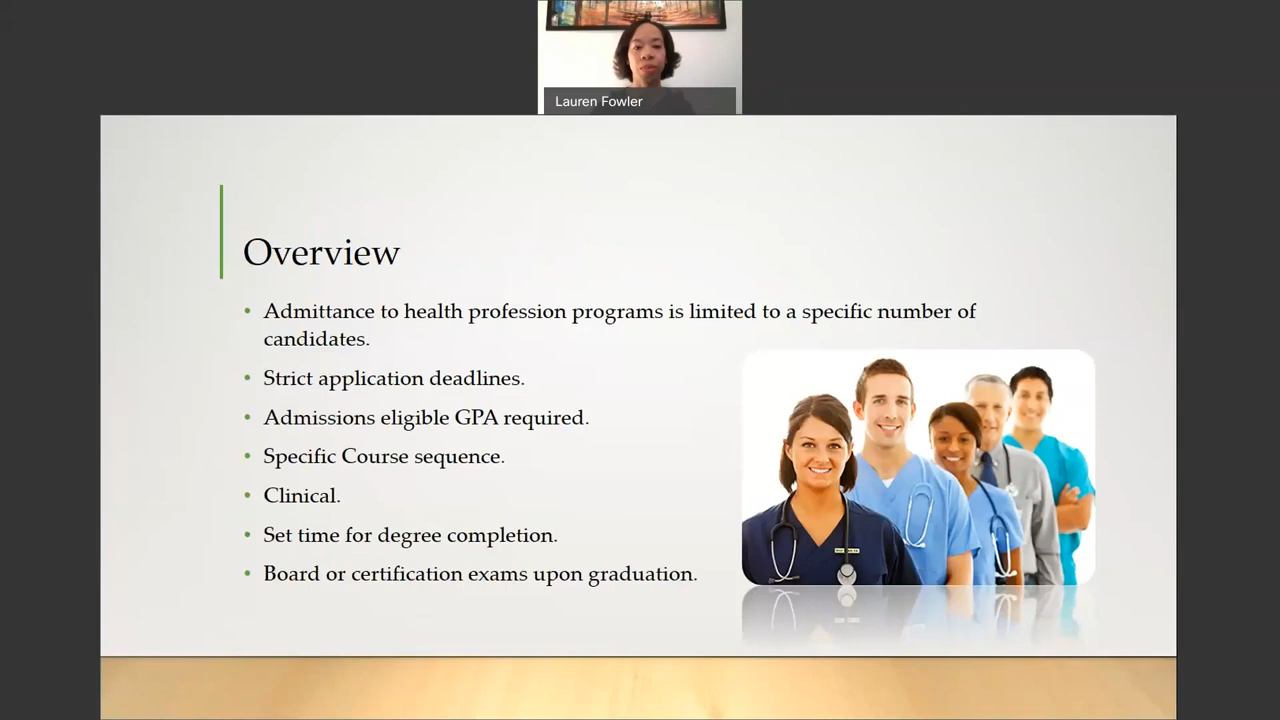 Lauren Fowler
Overview
• Admittance to health profession programs is limited to a specific number of
candidates.
• Strict application deadlines.
• Admissions eligible GPA required.
• Specific Course sequence.
• Clinical.
• Set time for degree completion.
• Board or certification exams upon graduation.